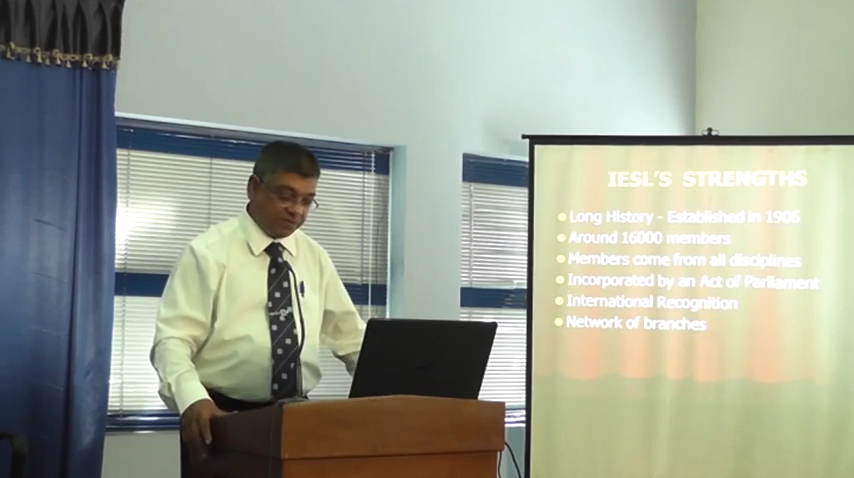 IESL'S STRENGTHS
Long History - Established in 1906
Around 16000 members
Members come from all disciplines
Incorporated by an Act of Parliament
International Recognition
Network of branches